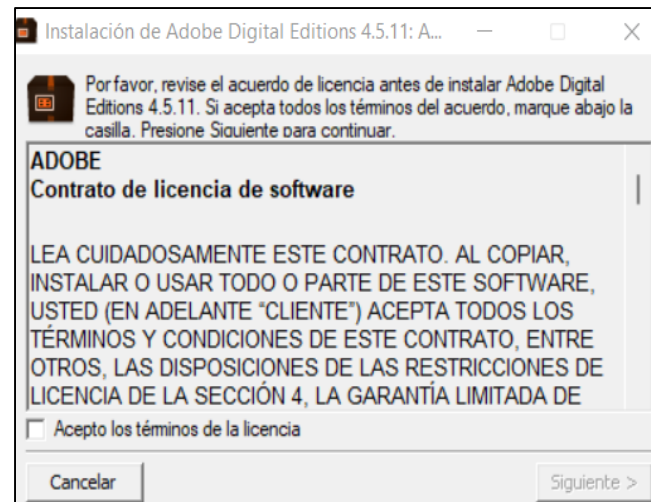 Instalación de Adobe Digital Editions 4.5.11: A...
Por favor, revise el acuerdo de licencia antes de instalar Adobe Digital
Editions 4.5.11. Si acepta todos los términos del acuerdo, marque abajo la
casilla. Presione Siguiente para continuar.
ADOBE
Contrato de licencia de software
LEA CUIDADOSAMENTE ESTE CONTRATO. AL COPIAR,
INSTALAR O USAR TODO O PARTE DE ESTE SOFTWARE,
USTED (EN ADELANTE “CLIENTE”) ACEPTA TODOS LOS
TÉRMINOS Y CONDICIONES DE ESTE CONTRATO, ENTRE
OTROS, LAS DISPOSICIONES DE LAS RESTRICCIONES DE
LICENCIA DE LA SECCIÓN 4, LA GARANTÍA LIMITADA DE
Acepto los términos de la licencia
Cancelar
Siguiente >